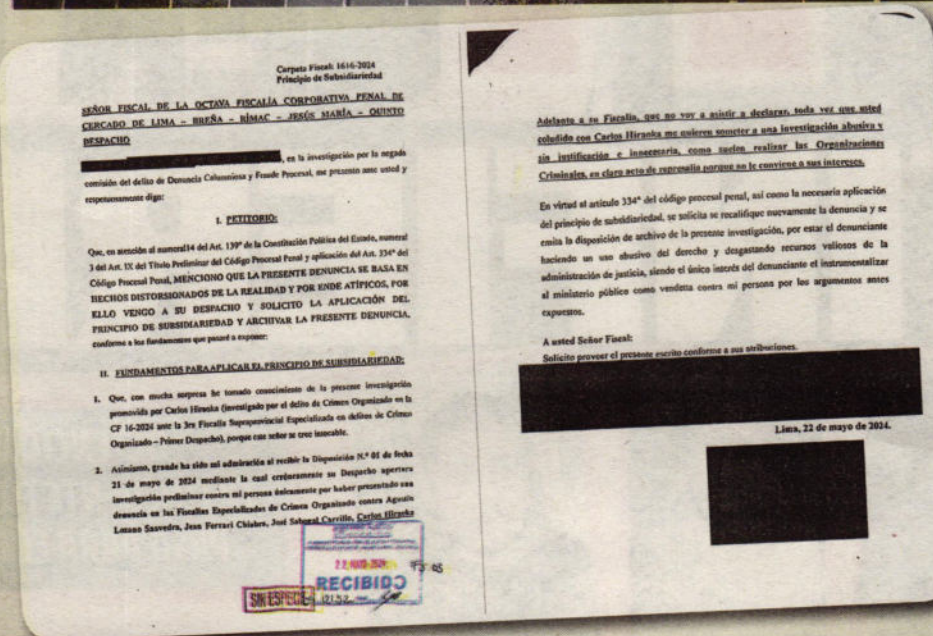 Carpeta Fiscal: 1616-2024
Principio de Subsidiariedad
SEÑOR FISCAL DE LA OCTAVA FISCALÍA CORPORATIVA PENAL DE
CERCADO DE LIMA – BREÑA – RÍMAC – JESÚS MARÍA – QUINTO
DESPACHO
, en la investigación por la negada
comisión del delito de Denuncia Calumniosa y Fraude Procesal, me presento ante usted y
respetuosamente digo:
I. PETITORIO:
Que, en atención al numeral14 del Art. 139° de la Constitución Política del Estado, numeral
3 del Art. IX del Título Preliminar del Código Procesal Penal y aplicación del Art. 334° del
Código Procesal Penal, MENCIONO QUE LA PRESENTE DENUNCIA SE BASA EN
HECHOS DISTORSIONADOS DE LA REALIDAD Y POR ENDE ATÍPICOS, POR
ELLO VENGO A SU DESPACHO Y SOLICITO LA APLICACIÓN DEL
PRINCIPIO DE SUBSIDIARIEDAD Y ARCHIVAR LA PRESENTE DENUNCIA,
conforme a los fundamentos que pasaré a exponer:
II. FUNDAMENTOS PARA APLICAR EL PRINCIPIO DE SUBSIDIARIEDAD:
1. Que, con mucha sorpresa he tomado conocimiento de la presente investigación
promovida por Carlos Hiraoka (investigado por el delito de Crimen Organizado en la
CF 16-2024 ante la 3ra Fiscalía Supraprovincial Especializada en delitos de Crimen
Organizado – Primer Despacho), porque este señor se cree intocable.
2. Asimismo, grande ha sido mi admiración al recibir la Disposición N.° 01 de fecha
21 de mayo de 2024 mediante la cual su Despacho apertura
investigación preliminar contra mi persona únicamente por haber presentado una
denuncia en las Fiscalías Especializadas de Crimen Organizado contra Agustín
Lozano Saavedra, Jean Ferrari Chiabra, José Sabogal Carrillo, Carlos Hiraoka
22 MAYO 2024
RECIBIDO
SIN ESPECIE
Adelanto a su Fiscalía, que no voy a asistir a declarar, toda vez que usted
coludido con Carlos Hiraoka me quieren someter a una investigación abusiva y
sin justificación e innecesaria, como suelen realizar las Organizaciones
Criminales, en claro acto de represalia porque no le conviene a sus intereses.
En virtud al artículo 334° del código procesal penal, así como la necesaria aplicación
del principio de subsidiariedad, se solicita se recalifique nuevamente la denuncia y se
emita la disposición de archivo de la presente investigación, por estar el denunciante
haciendo un uso abusivo del derecho y desgastando recursos valiosos de la
administración de justicia, siendo el único interés del denunciante el instrumentalizar
al ministerio público como vendetta contra mi persona por los argumentos antes
expuestos.
A usted Señor Fiscal:
Solicito proveer el presente escrito conforme a sus atribuciones.
Lima, 22 de mayo de 2024.